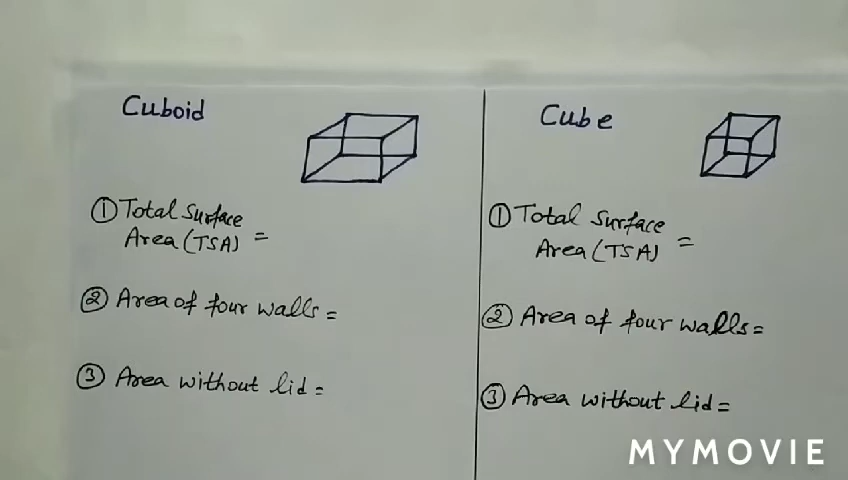 Cuboid
① Total Surface
Area (TSA) =
② Area of four walls =
③ Area without lid =
Cube
① Total Surface
Area (TSA) =
② Area of four walls =
③ Area without lid =
MYMOVIE